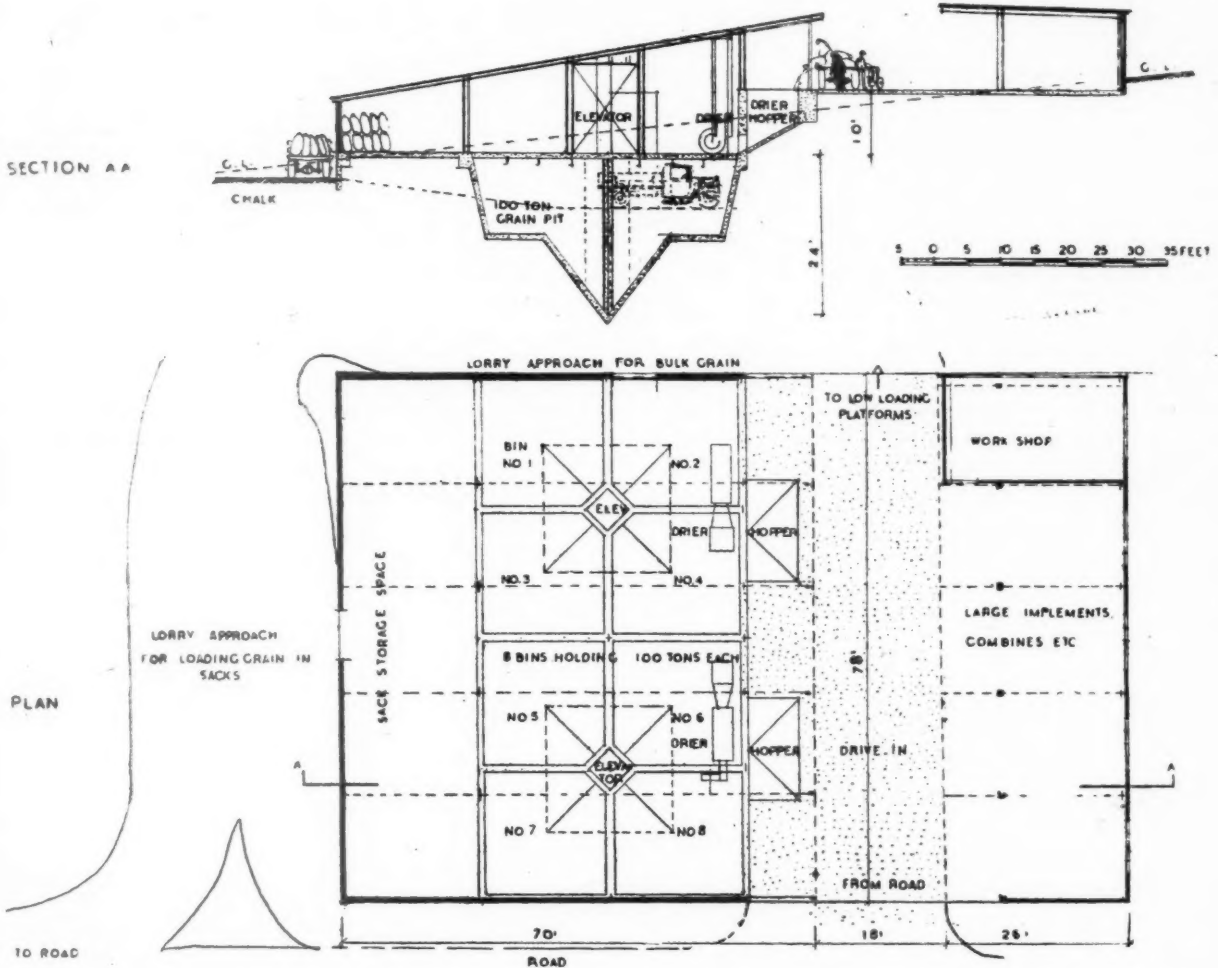 SECTION AA
G. L.
CHALK
ELEVATOR
DRIER
DRIER
HOPPER
10'
G. L.
100 TON
GRAIN PIT
24'
5 0 5 10 15 20 25 30 35 FEET
LORRY APPROACH FOR BULK GRAIN
TO LOW LOADING
PLATFORMS
WORK SHOP
BIN
NO. 1
NO. 2
ELEV
DRIER
HOPPER
NO. 3
NO. 4
SACK STORAGE SPACE
LORRY APPROACH
FOR LOADING GRAIN IN
SACKS
LARGE IMPLEMENTS,
COMBINES ETC
8 BINS HOLDING 100 TONS EACH
78'
PLAN
NO. 5
NO. 6
DRIER
HOPPER
DRIVE IN
ELEVA
TOR
A
A
NO 7
NO 8
FROM ROAD
70'
18'
26'
TO ROAD
ROAD